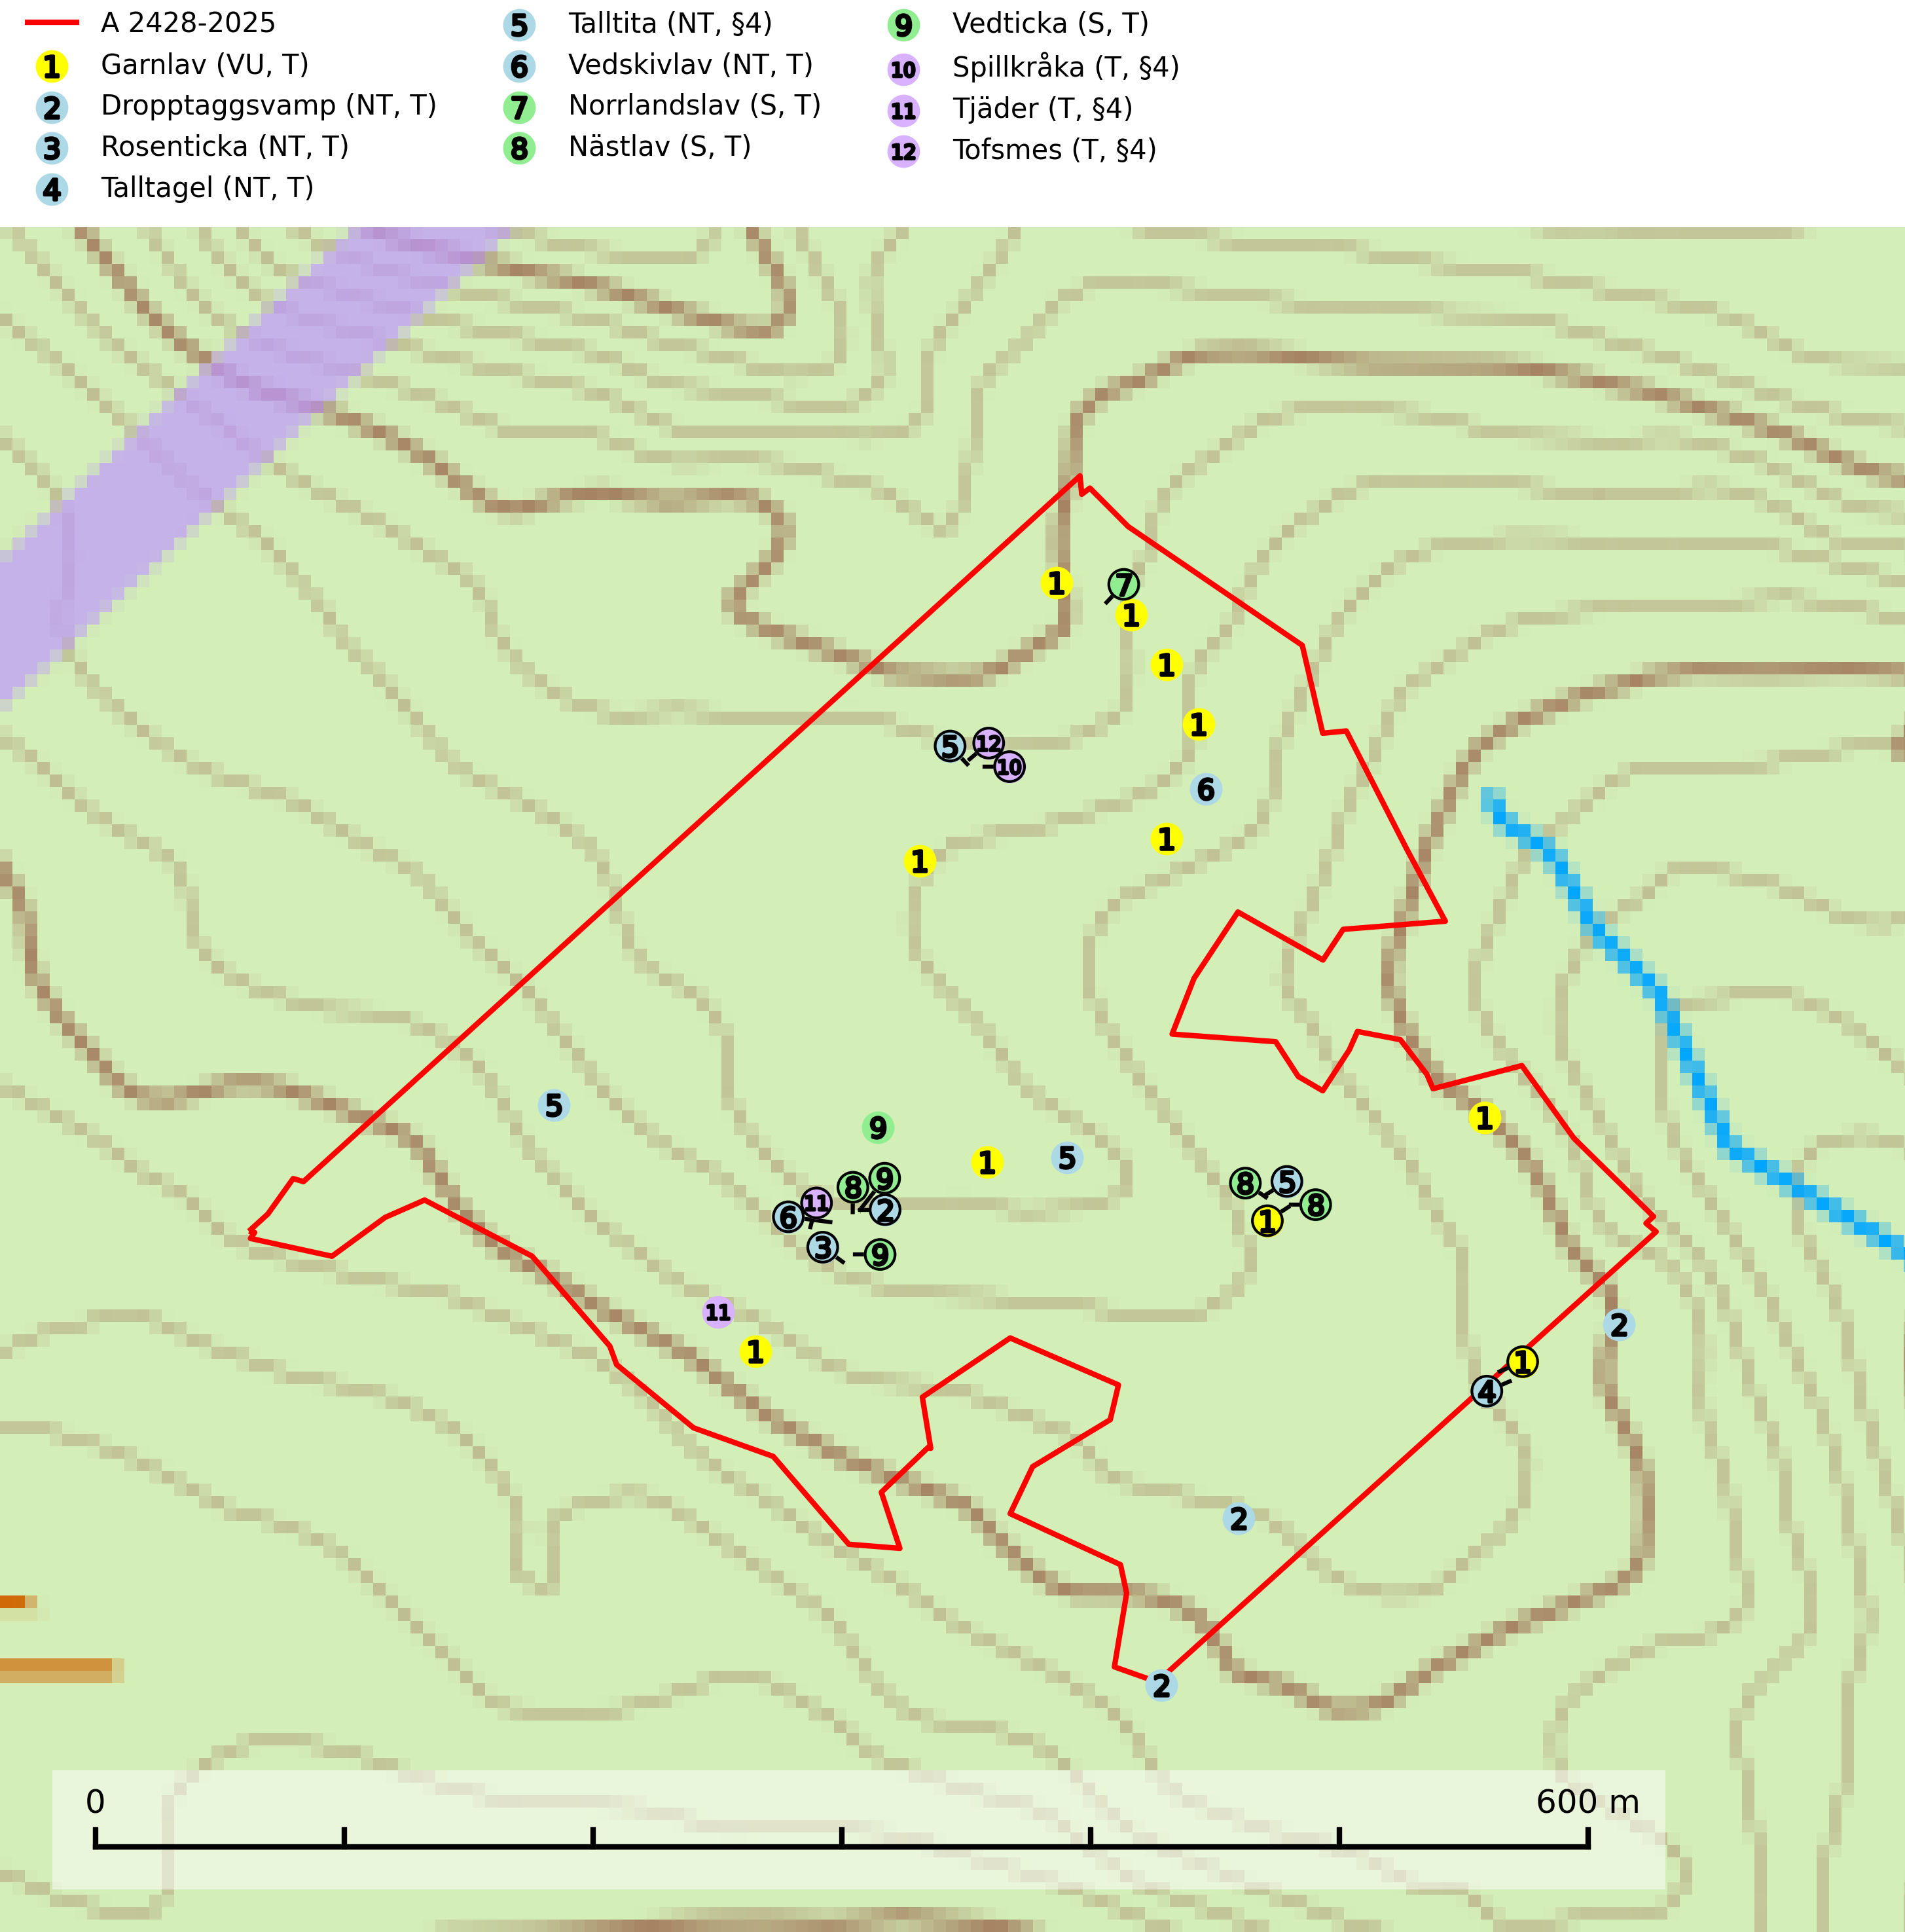 A 2428-2025
1 Garnlav (VU, T)
2 Dropptaggsvamp (NT, T)
3 Rosenticka (NT, T)
4 Talltagel (NT, T)
5 Talltita (NT, §4)
6 Vedskivlav (NT, T)
7 Norrlandslav (S, T)
8 Nästlav (S, T)
9 Vedticka (S, T)
10 Spillkråka (T, §4)
11 Tjäder (T, §4)
12 Tofsmes (T, §4)
1 7
1
1
1
5 12
10
6
1
1
5
9
1
1 5
8 9
11
6 2
3 9
8 5
8
1
11
1
2
1
4
2
2
0 600 m